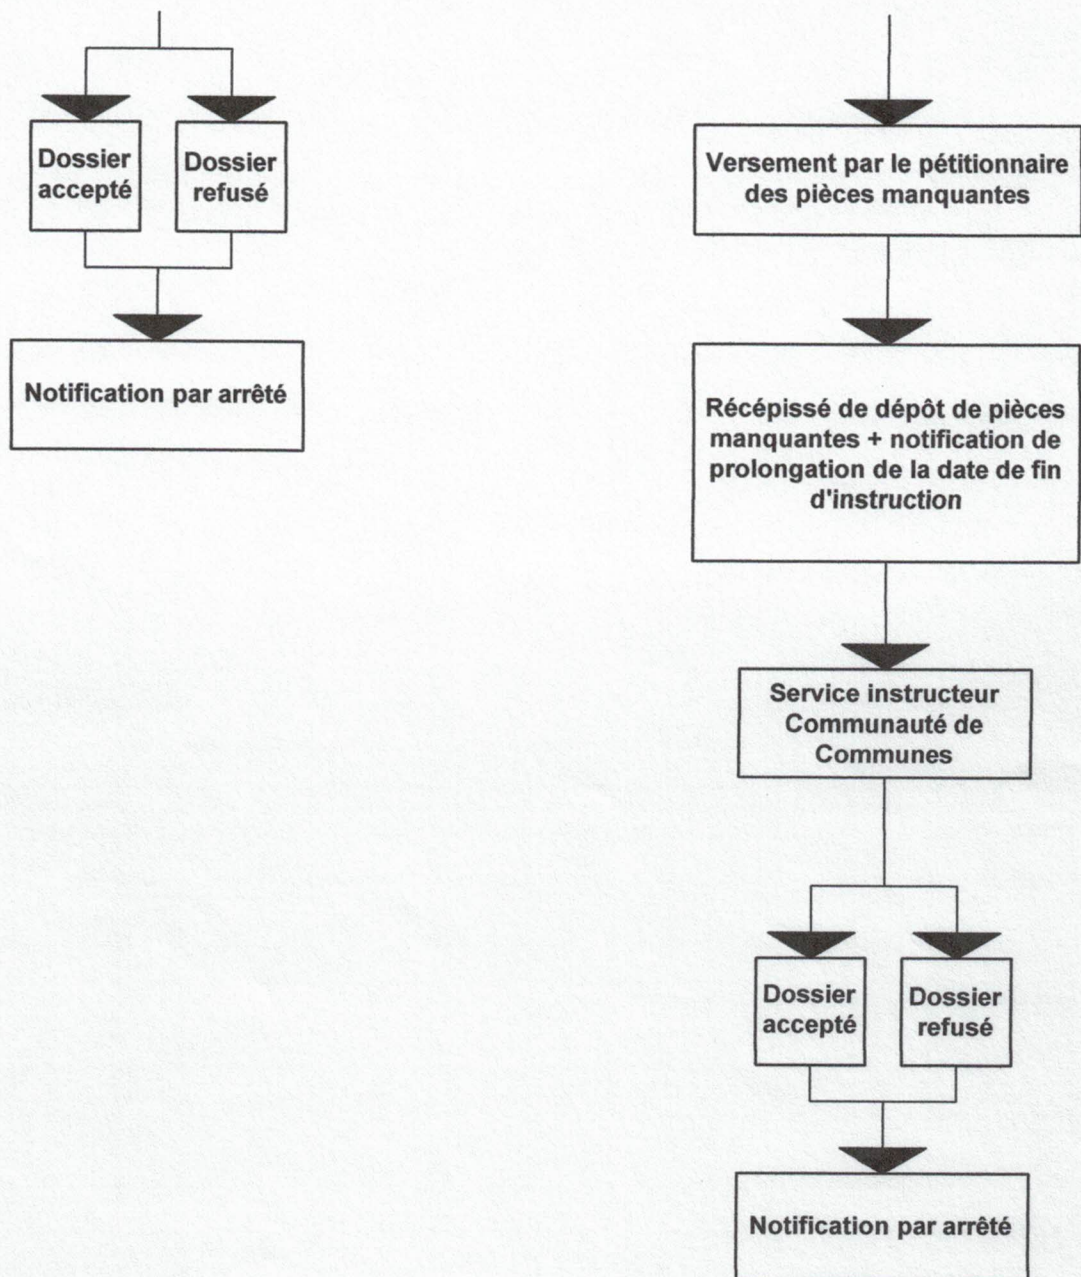 Dossier
accepté
Dossier
refusé
Notification par arrêté
Versement par le pétitionnaire
des pièces manquantes
Récépissé de dépôt de pièces
manquantes + notification de
prolongation de la date de fin
d'instruction
Service instructeur
Communauté de
Communes
Dossier
accepté
Dossier
refusé
Notification par arrêté